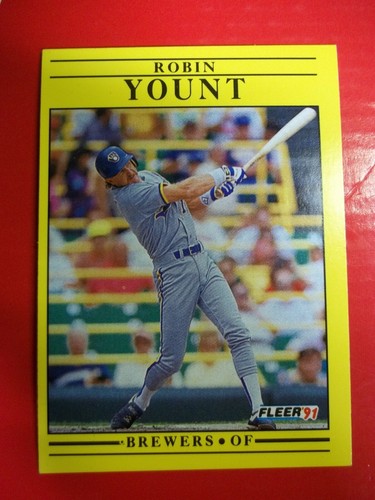 ROBIN
YOUNT
FLEER '91
BREWERS • OF